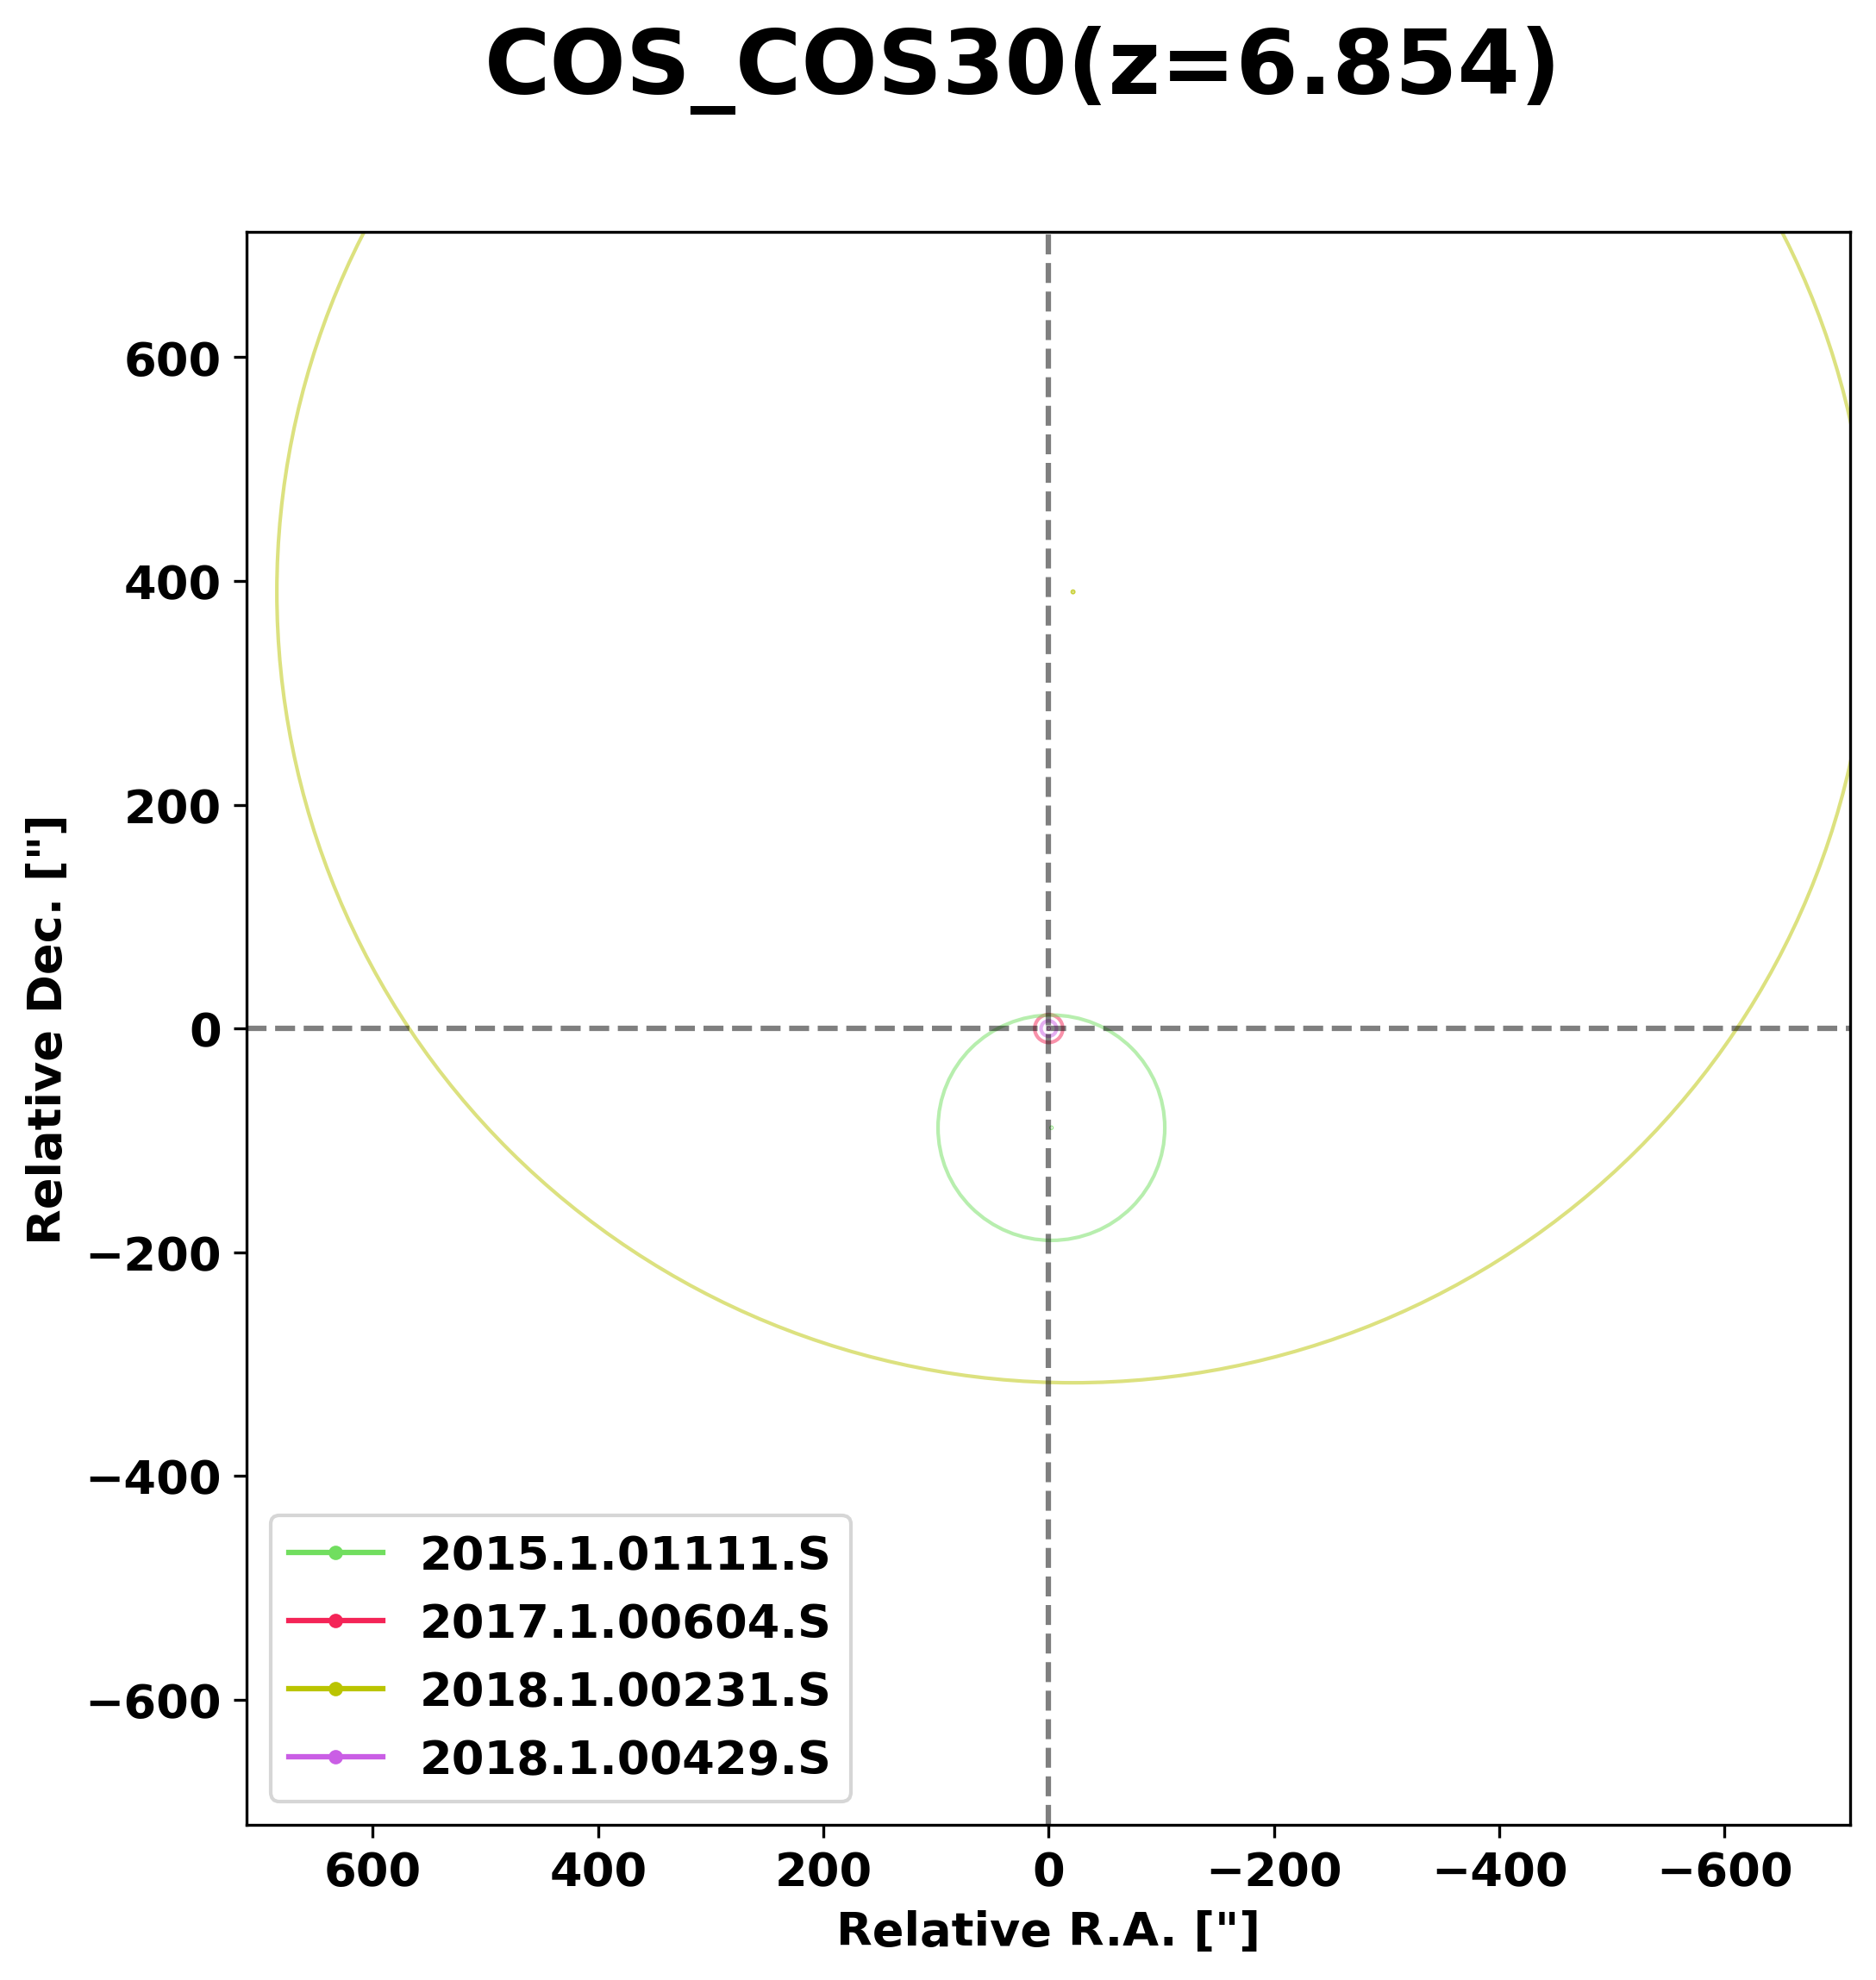 COS_COS30(z=6.854)
600
400
200
0
−200
−400
−600
Relative Dec. ["]
2015.1.01111.S
2017.1.00604.S
2018.1.00231.S
2018.1.00429.S
600 400 200 0 −200 −400 −600
Relative R.A. ["]